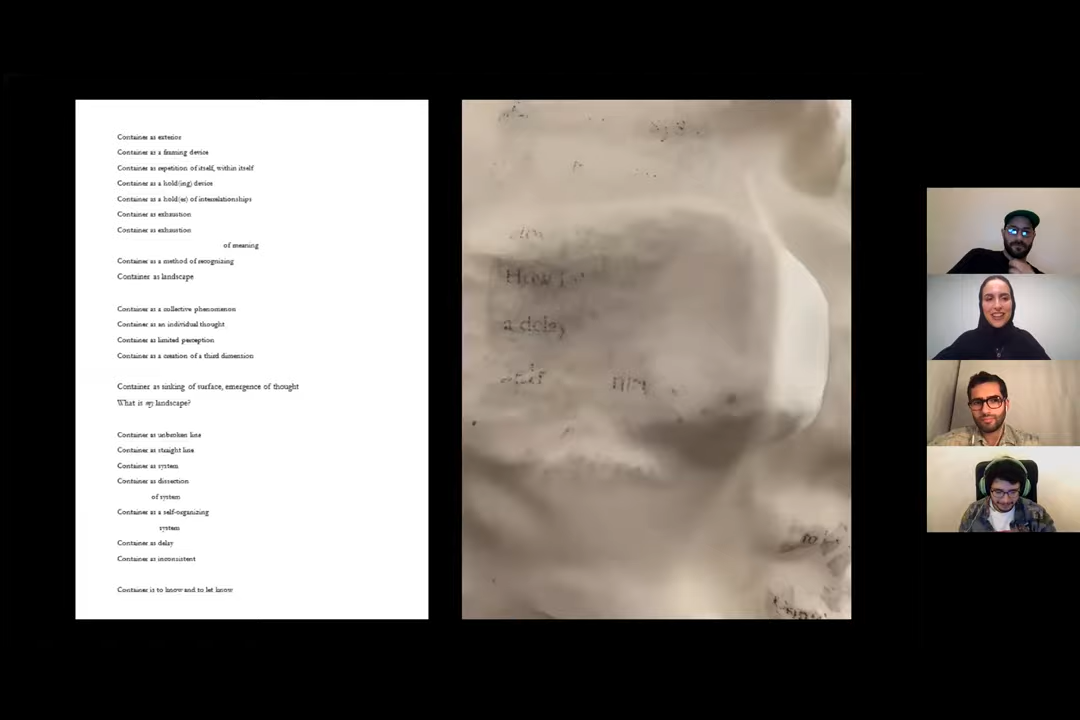 Container as exterior
Container as a framing device
Container as repetition of itself, within itself
Container as a hold(ing) device
Container as a hold(er) of interrelationships
Container as exhaustion
Container as exhaustion
of meaning
Container as a method of recognizing
Container as landscape
Container as a collective phenomenon
Container as an individual thought
Container as limited perception
Container as a creation of a third dimension
Container as sinking of surface, emergence of thought
What is my landscape?
Container as unbroken line
Container as straight line
Container as system
Container as dissection
of system
Container as a self-organizing
system
Container as delay
Container as inconsistent
Container is to know and to let know
a delay